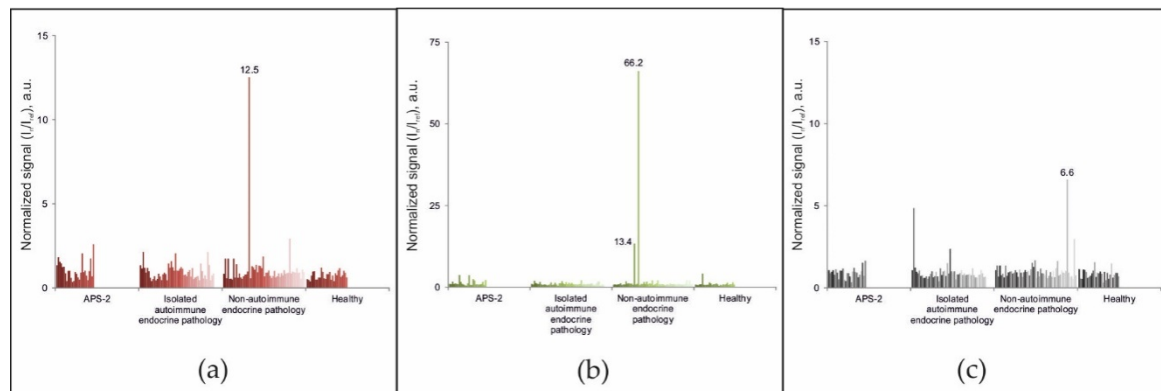 15
10
5
0
Normalized signal (In/Iref), a.u.
12.5
APS-2
Isolated
autoimmune
endocrine pathology
Non-autoimmune
endocrine pathology
Healthy
(a)
75
50
25
0
Normalized signal (In/Iref), a.u.
66.2
13.4
APS-2
Isolated
autoimmune
endocrine
pathology
Non-autoimmune
endocrine
pathology
Healthy
(b)
15
10
5
0
Normalized signal (In/Iref), a.u.
6.6
APS-2
Isolated
autoimmune
endocrine pathology
Non-autoimmune
endocrine pathology
Healthy
(c)